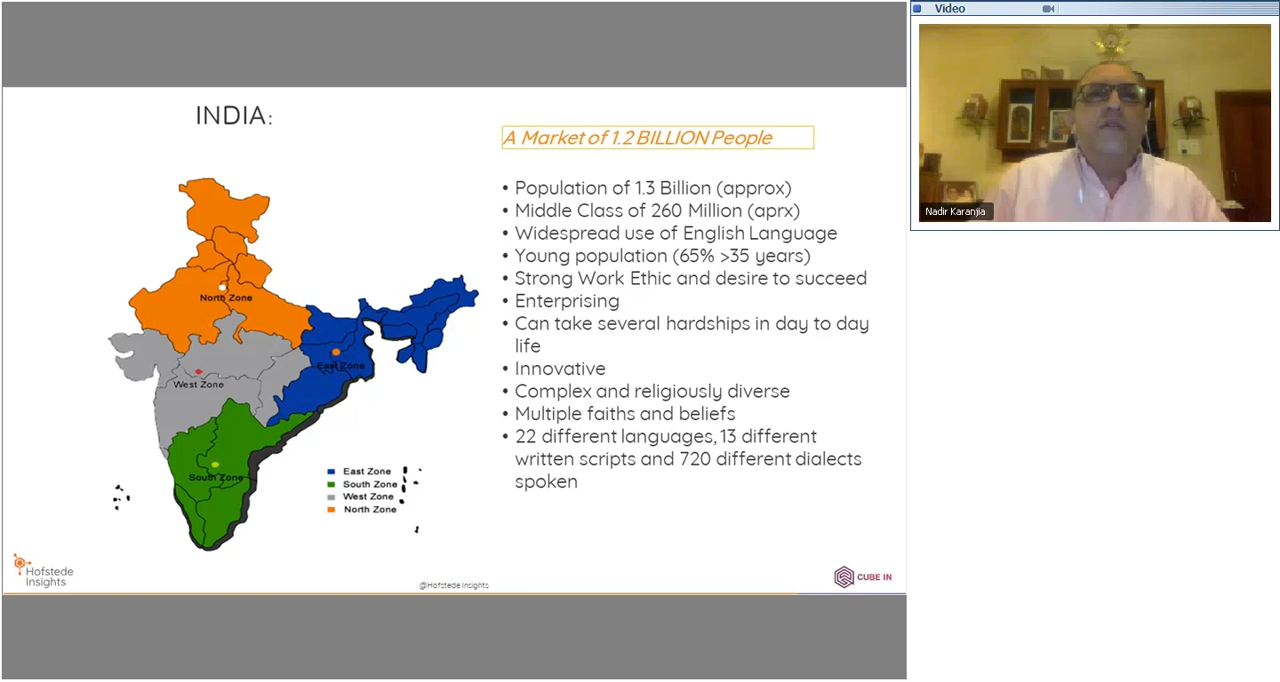 INDIA:
A Market of 1.2 BILLION People
• Population of 1.3 Billion (approx)
• Middle Class of 260 Million (aprx)
• Widespread use of English Language
• Young population (65% >35 years)
• Strong Work Ethic and desire to succeed
• Enterprising
• Can take several hardships in day to day
life
• Innovative
• Complex and religiously diverse
• Multiple faiths and beliefs
• 22 different languages, 13 different
written scripts and 720 different dialects
spoken
North Zone
East Zone
West Zone
South Zone
East Zone
South Zone
West Zone
North Zone
Hofstede
Insights
@Hofstede Insights
CUBE IN
Video
Nadir Karanjia